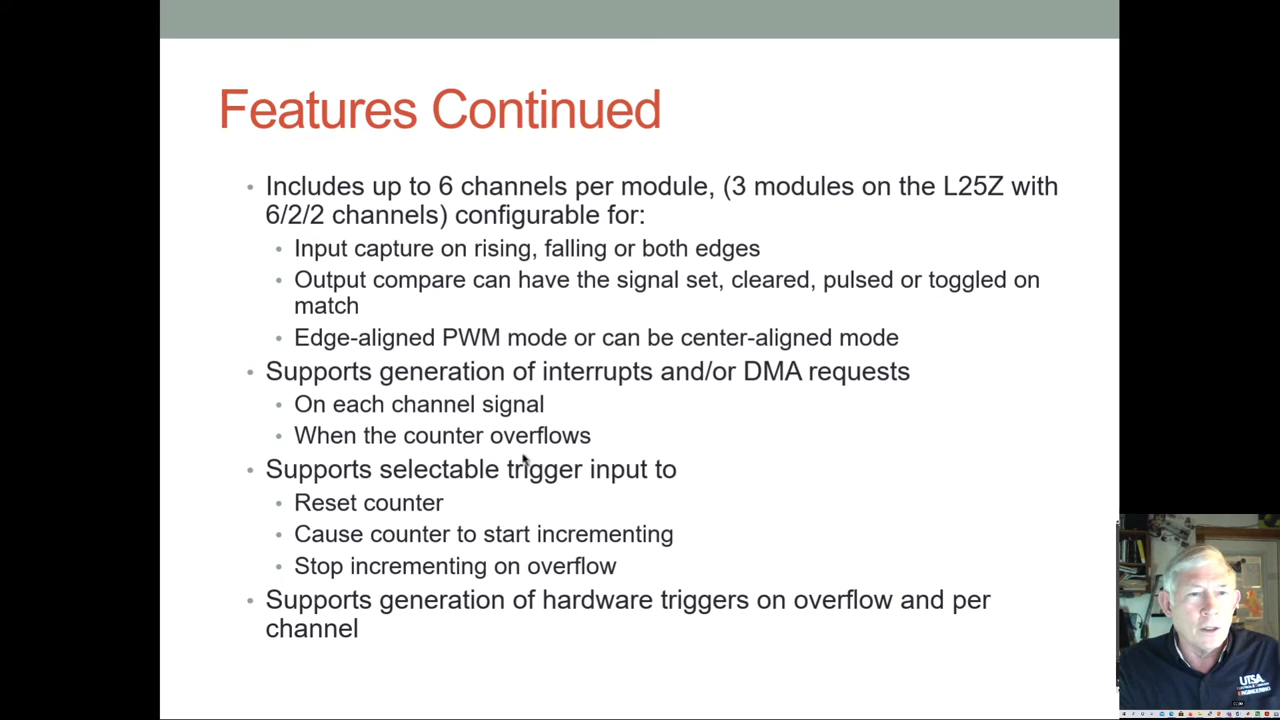 Features Continued
• Includes up to 6 channels per module, (3 modules on the L25Z with
6/2/2 channels) configurable for:
• Input capture on rising, falling or both edges
• Output compare can have the signal set, cleared, pulsed or toggled on
match
• Edge-aligned PWM mode or can be center-aligned mode
• Supports generation of interrupts and/or DMA requests
• On each channel signal
• When the counter overflows
• Supports selectable trigger input to
• Reset counter
• Cause counter to start incrementing
• Stop incrementing on overflow
• Supports generation of hardware triggers on overflow and per
channel
UTSA
ENGINEERING